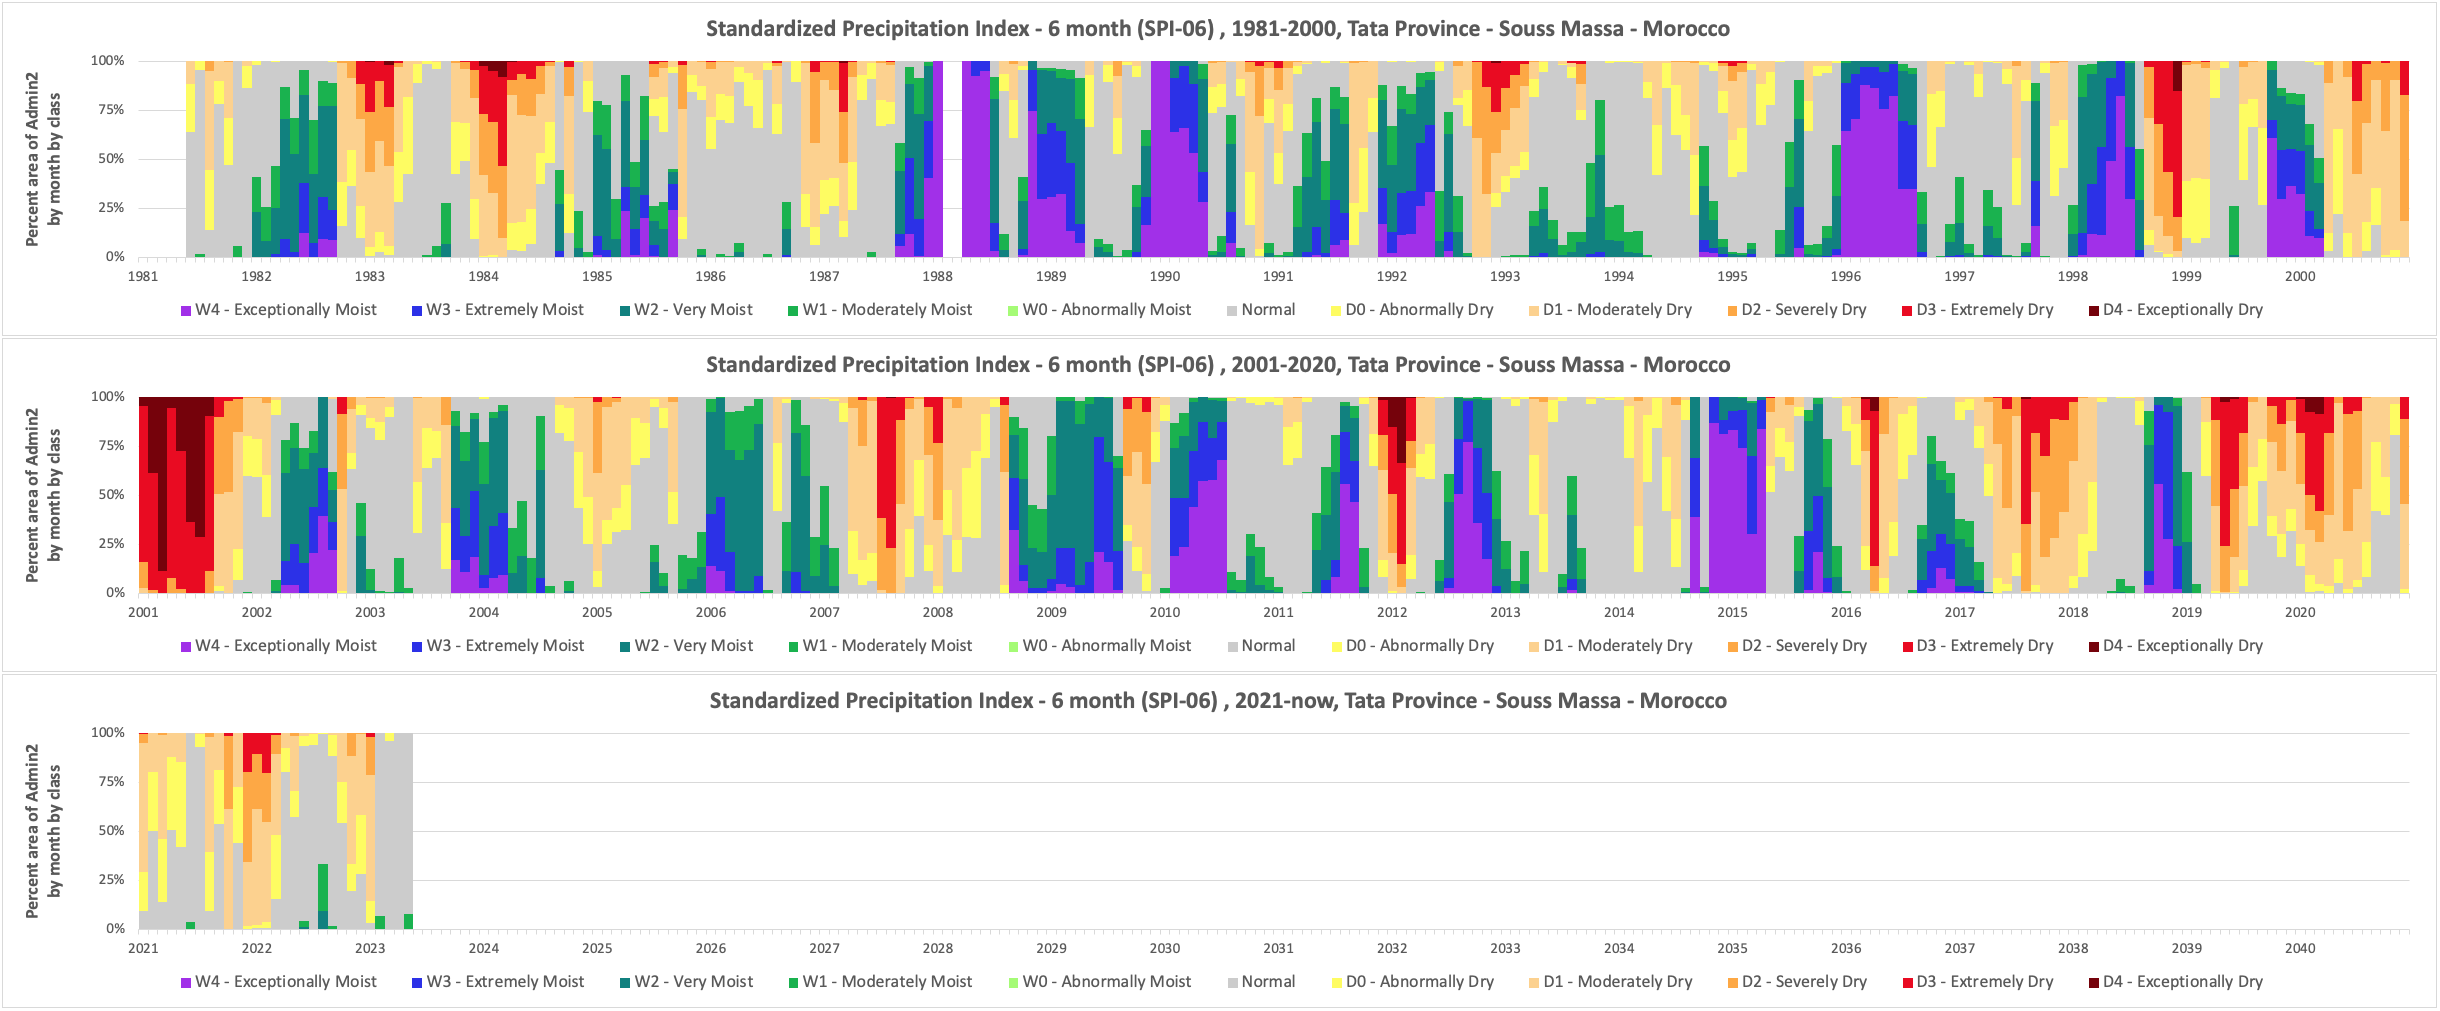 Standardized Precipitation Index - 6 month (SPI-06) , 1981-2000, Tata Province - Souss Massa - Morocco
Percent area of Admin2
by month by class
100%
75%
50%
25%
0%
1981 1982 1983 1984 1985 1986 1987 1988 1989 1990 1991 1992 1993 1994 1995 1996 1997 1998 1999 2000
W4 - Exceptionally Moist W3 - Extremely Moist W2 - Very Moist W1 - Moderately Moist W0 - Abnormally Moist Normal D0 - Abnormally Dry D1 - Moderately Dry D2 - Severely Dry D3 - Extremely Dry D4 - Exceptionally Dry
Standardized Precipitation Index - 6 month (SPI-06) , 2001-2020, Tata Province - Souss Massa - Morocco
Percent area of Admin2
by month by class
100%
75%
50%
25%
0%
2001 2002 2003 2004 2005 2006 2007 2008 2009 2010 2011 2012 2013 2014 2015 2016 2017 2018 2019 2020
W4 - Exceptionally Moist W3 - Extremely Moist W2 - Very Moist W1 - Moderately Moist W0 - Abnormally Moist Normal D0 - Abnormally Dry D1 - Moderately Dry D2 - Severely Dry D3 - Extremely Dry D4 - Exceptionally Dry
Standardized Precipitation Index - 6 month (SPI-06) , 2021-now, Tata Province - Souss Massa - Morocco
Percent area of Admin2
by month by class
100%
75%
50%
25%
0%
2021 2022 2023 2024 2025 2026 2027 2028 2029 2030 2031 2032 2033 2034 2035 2036 2037 2038 2039 2040
W4 - Exceptionally Moist W3 - Extremely Moist W2 - Very Moist W1 - Moderately Moist W0 - Abnormally Moist Normal D0 - Abnormally Dry D1 - Moderately Dry D2 - Severely Dry D3 - Extremely Dry D4 - Exceptionally Dry